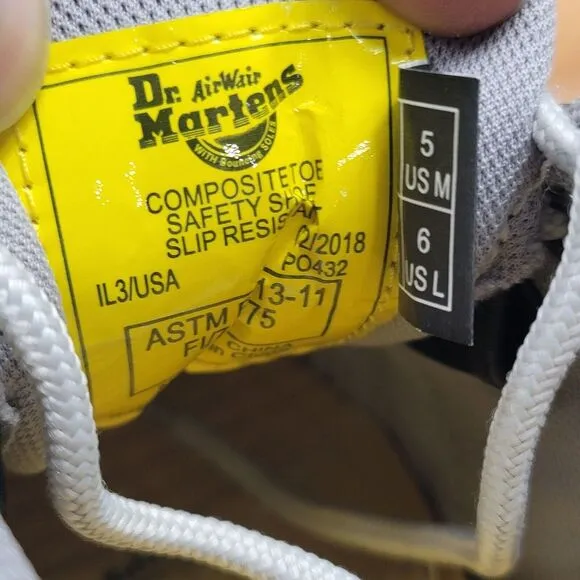 Dr. AirWair
Martens
WITH Bouncing SOLES
COMPOSITE TOE
SAFETY SHOE
SLIP RESIS
2/2018
PO432
IL3/USA
ASTM 13-11
75
CHINA
5
US M
6
US L